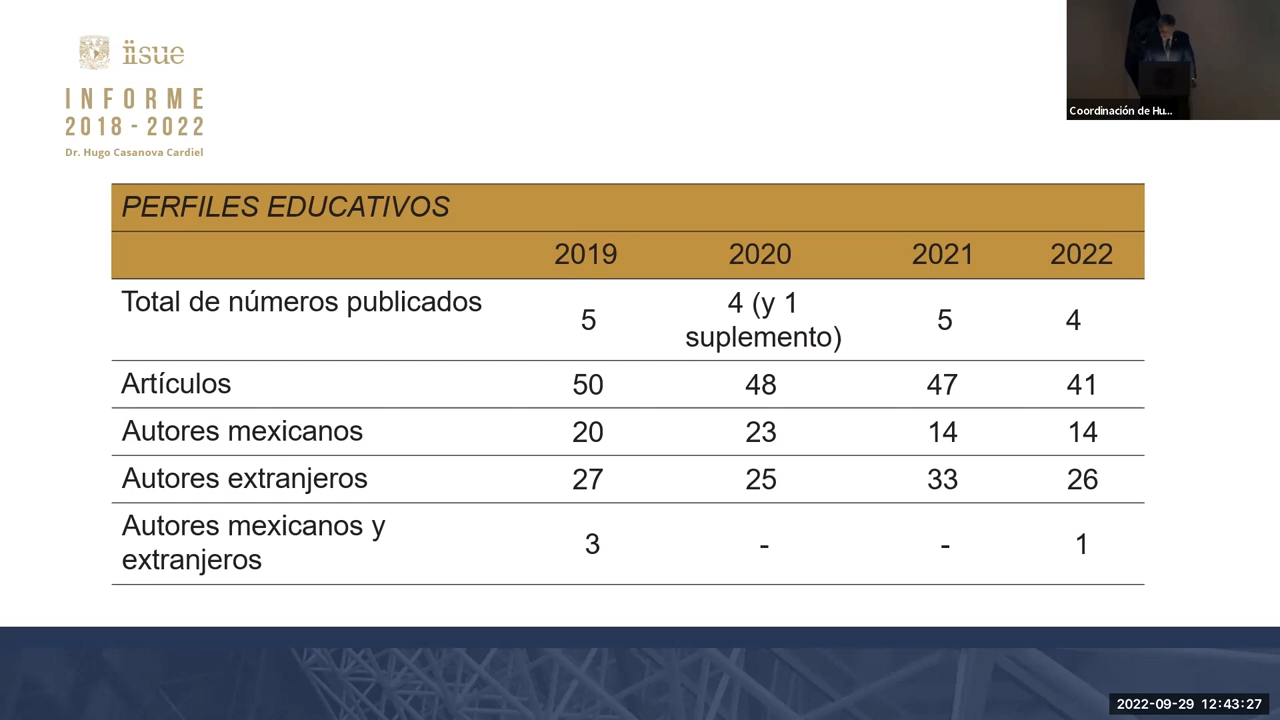 iisue
INFORME
2018 - 2022
Dr. Hugo Casanova Cardiel
Coordinación de Hu...
PERFILES EDUCATIVOS
2019 2020 2021 2022
Total de números publicados 5 4 (y 1 suplemento) 5 4
Artículos 50 48 47 41
Autores mexicanos 20 23 14 14
Autores extranjeros 27 25 33 26
Autores mexicanos y extranjeros 3 - - 1
2022-09-29 12:43:27